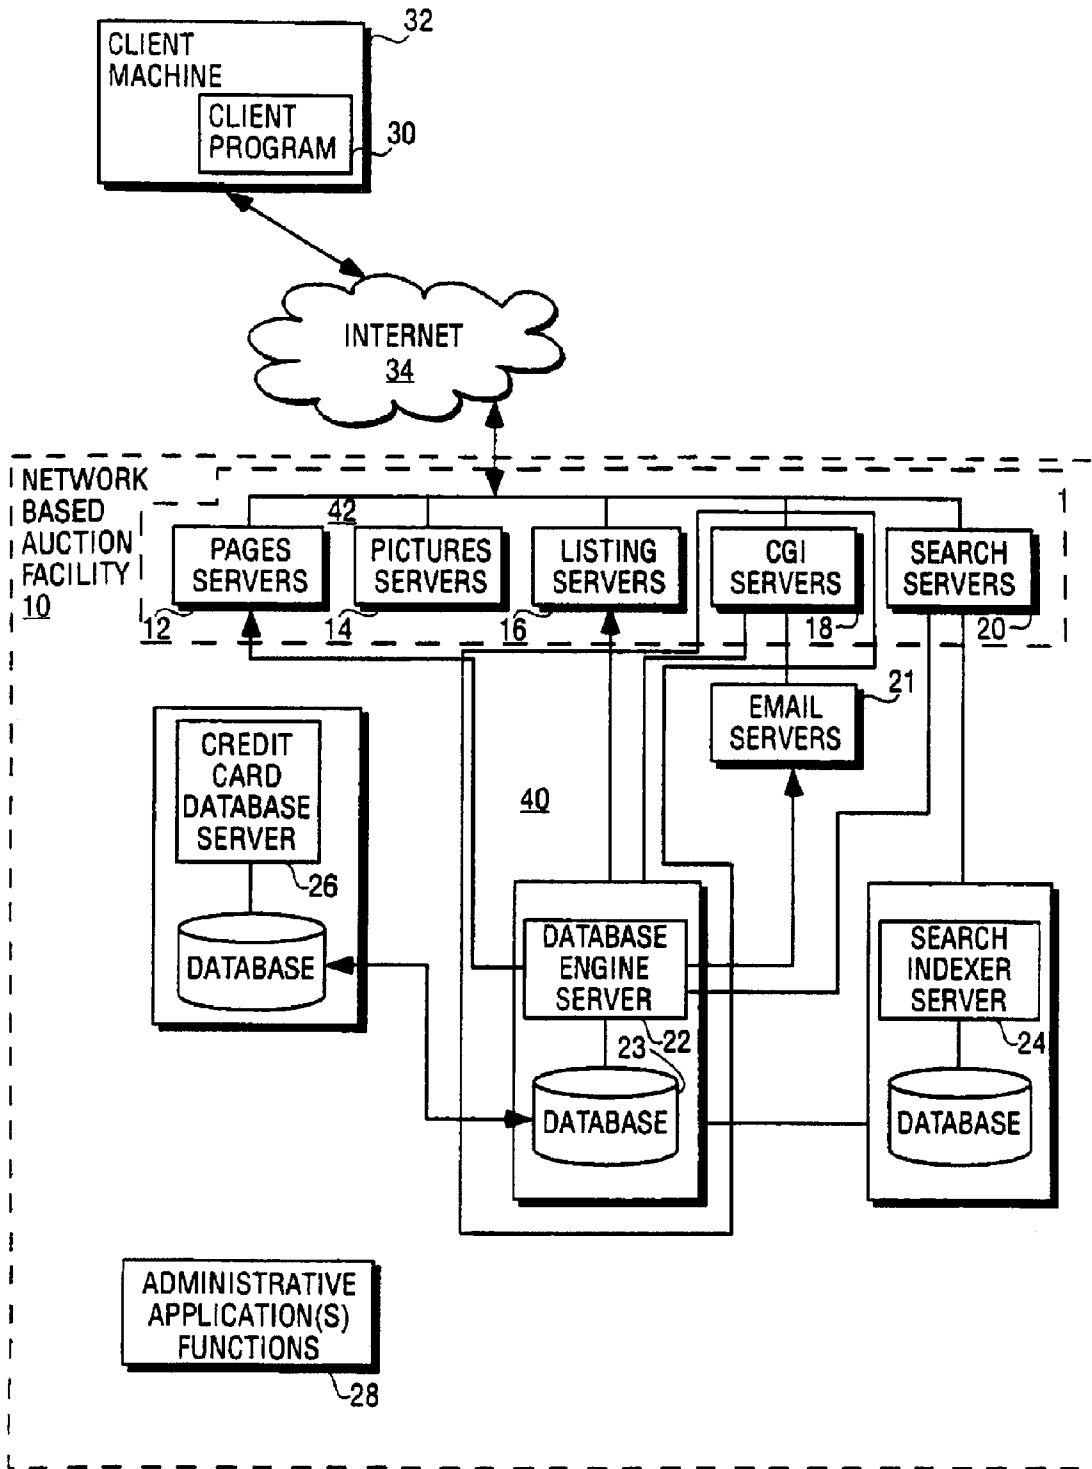 32
CLIENT
MACHINE
CLIENT
PROGRAM
30
INTERNET
34
NETWORK
BASED
AUCTION
FACILITY
10
42
1
PAGES
SERVERS
PICTURES
SERVERS
LISTING
SERVERS
CGI
SERVERS
SEARCH
SERVERS
12
14
16
18
20
21
EMAIL
SERVERS
CREDIT
CARD
DATABASE
SERVER
26
DATABASE
40
DATABASE
ENGINE
SERVER
22
23
DATABASE
SEARCH
INDEXER
SERVER
24
DATABASE
ADMINISTRATIVE
APPLICATION(S)
FUNCTIONS
28